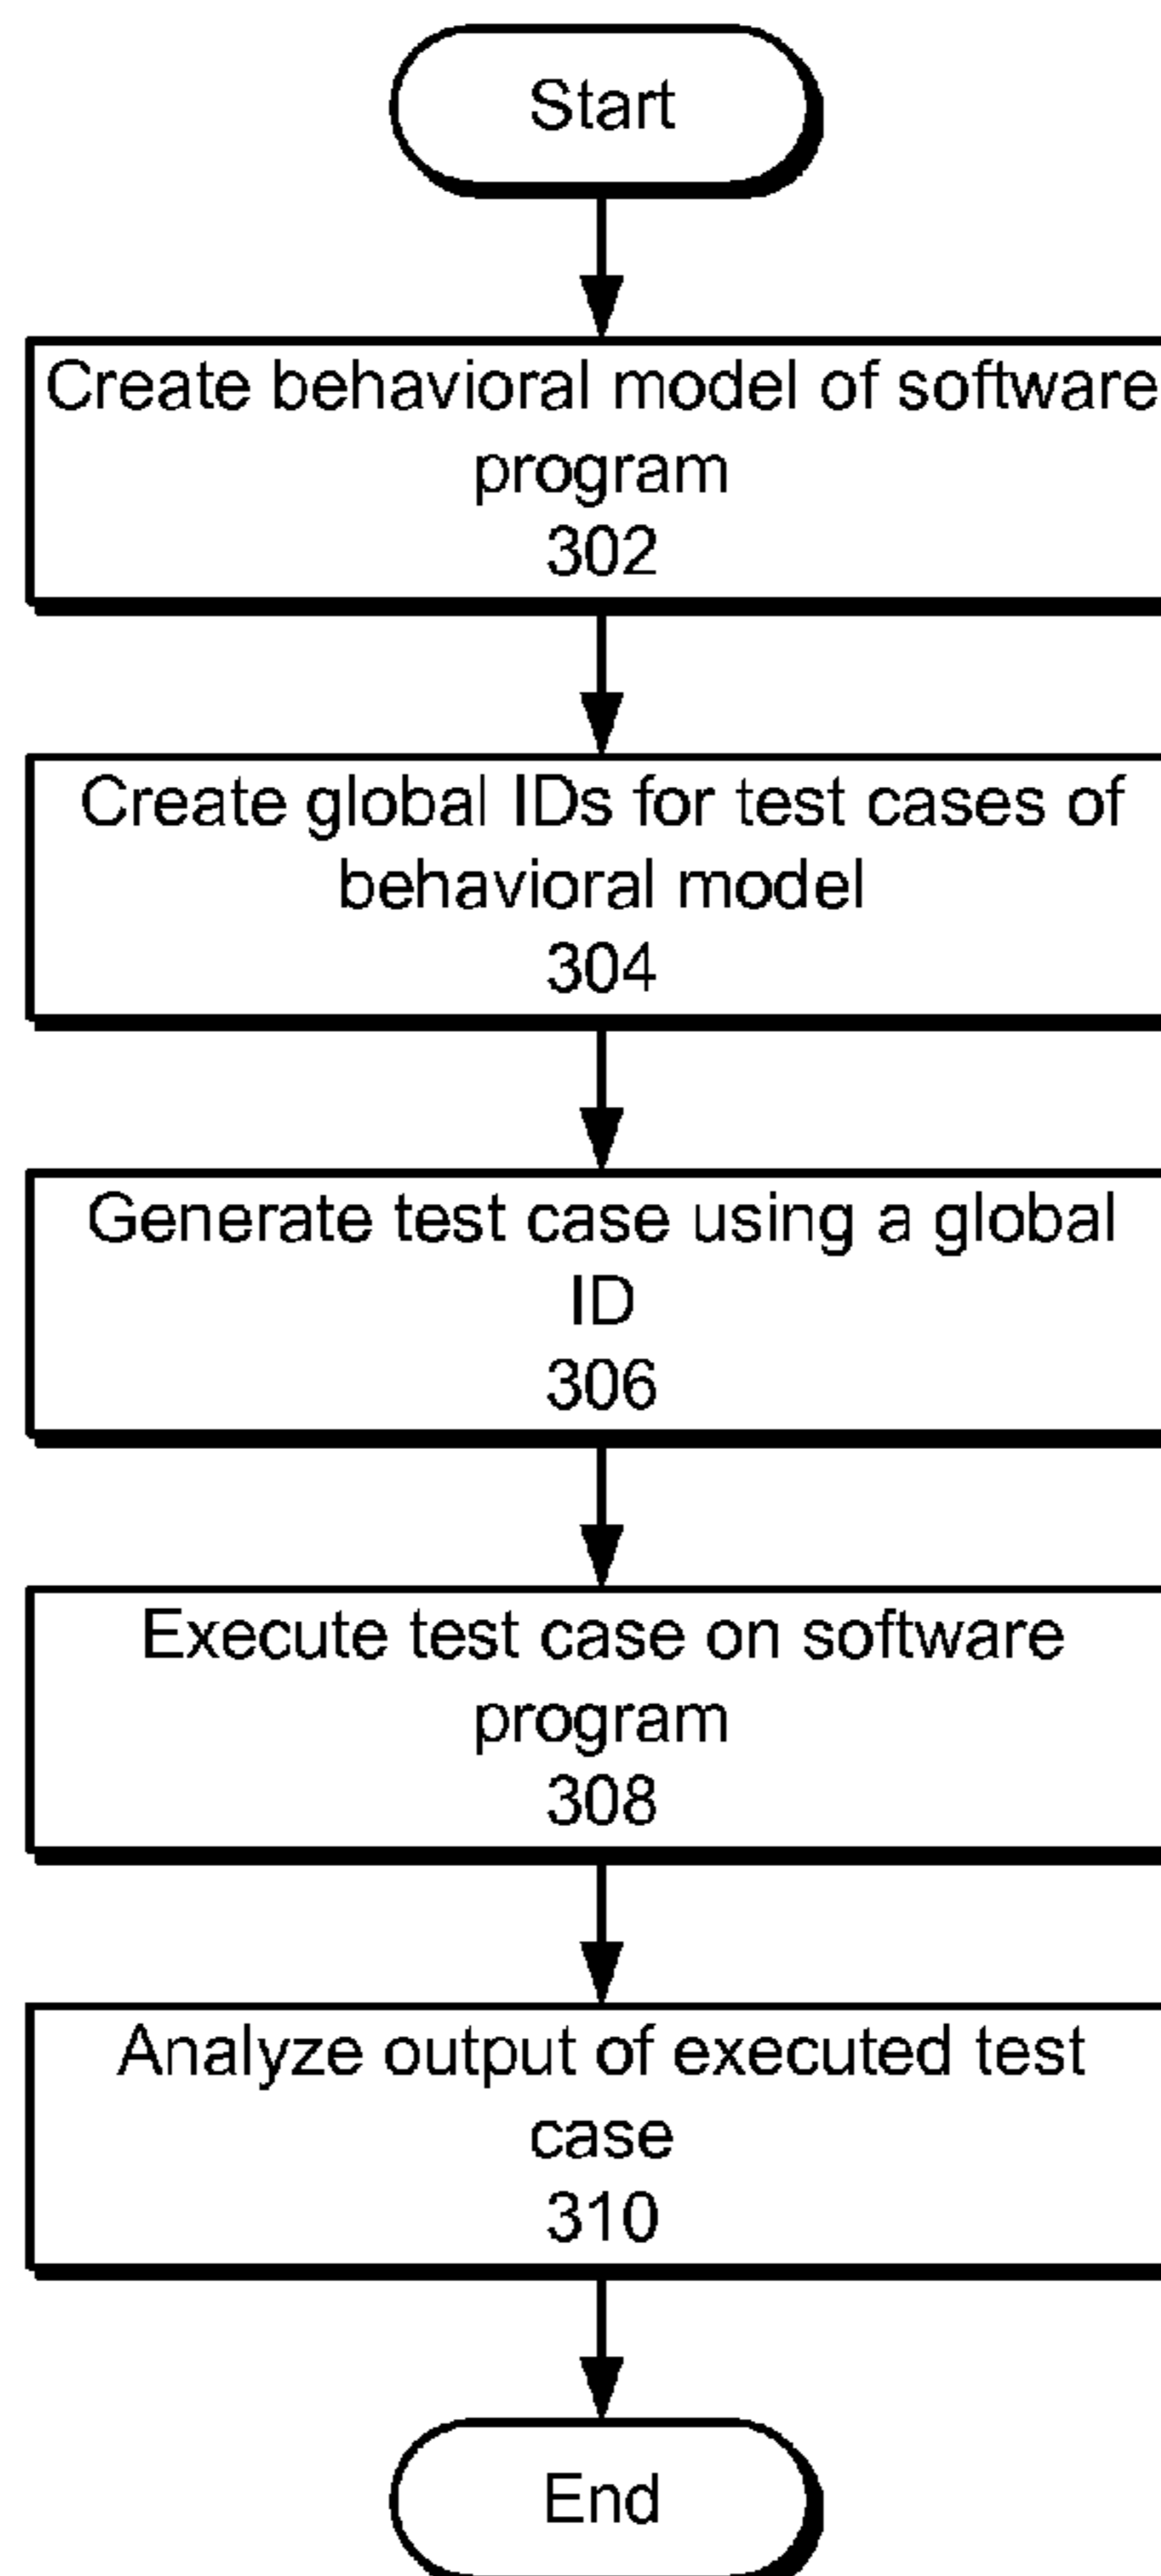 Start
Create behavioral model of software
program
302
Create global IDs for test cases of
behavioral model
304
Generate test case using a global
ID
306
Execute test case on software
program
308
Analyze output of executed test
case
310
End